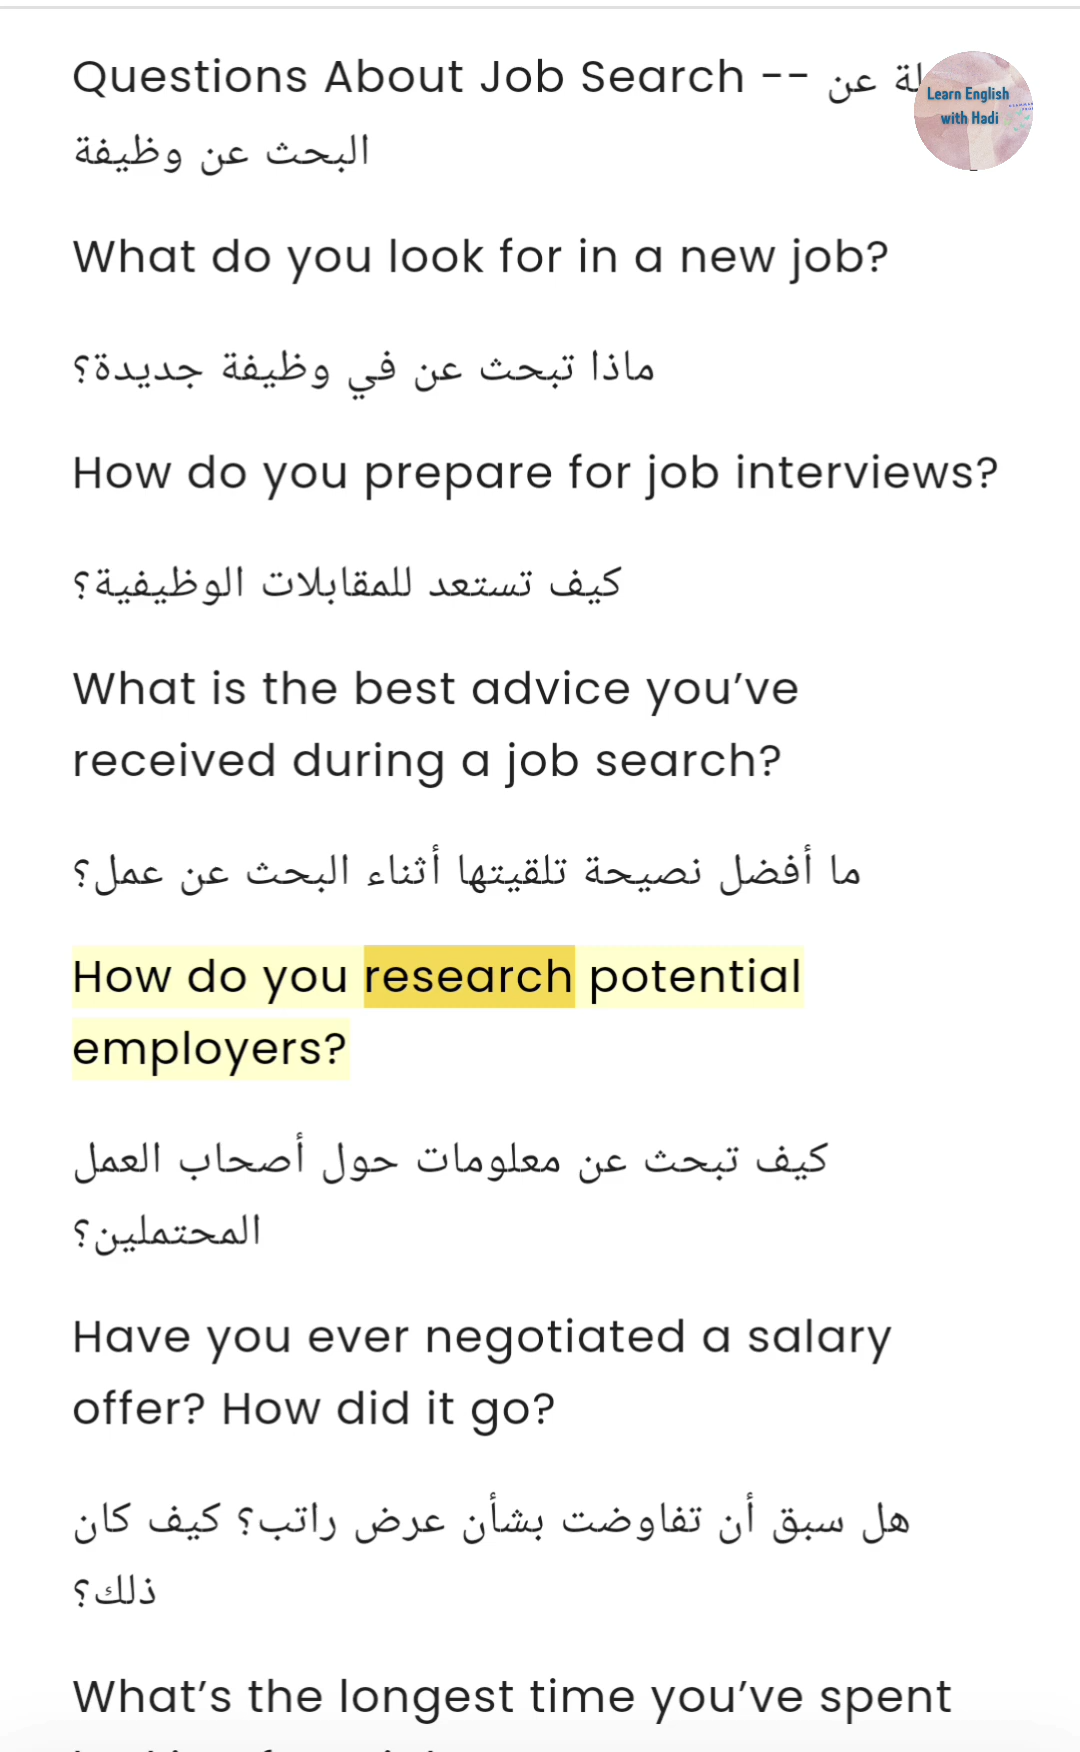 Questions About Job Search -- لة عن
البحث عن وظيفة
Learn English
with Hadi
What do you look for in a new job?
ماذا تبحث عن في وظيفة جديدة؟
How do you prepare for job interviews?
كيف تستعد للمقابلات الوظيفية؟
What is the best advice you’ve
received during a job search?
ما أفضل نصيحة تلقيتها أثناء البحث عن عمل؟
How do you research potential
employers?
كيف تبحث عن معلومات حول أصحاب العمل
المحتملين؟
Have you ever negotiated a salary
offer? How did it go?
هل سبق أن تفاوضت بشأن عرض راتب؟ كيف كان
ذلك؟
What’s the longest time you’ve spent